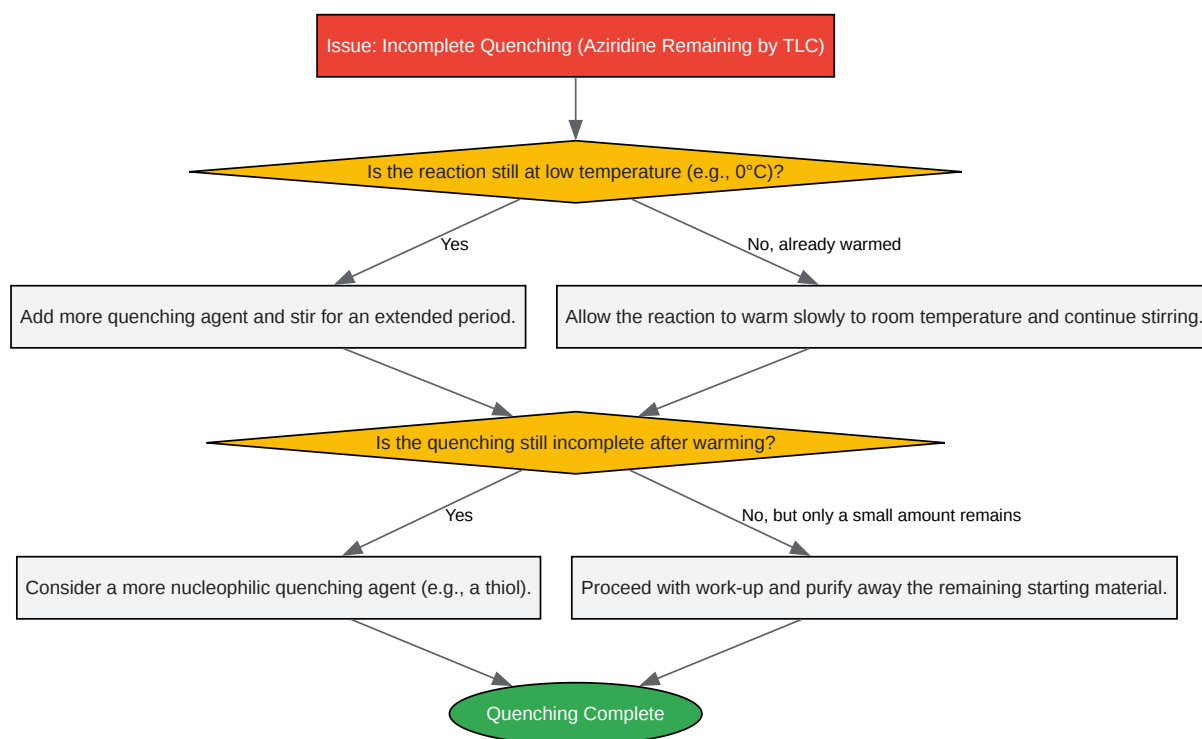 Issue: Incomplete Quenching (Aziridine Remaining by TLC)
Is the reaction still at low temperature (e.g., 0°C)?
Yes
No, already warmed
Add more quenching agent and stir for an extended period.
Allow the reaction to warm slowly to room temperature and continue stirring.
Is the quenching still incomplete after warming?
Yes
No, but only a small amount remains
Consider a more nucleophilic quenching agent (e.g., a thiol).
Proceed with work-up and purify away the remaining starting material.
Quenching Complete